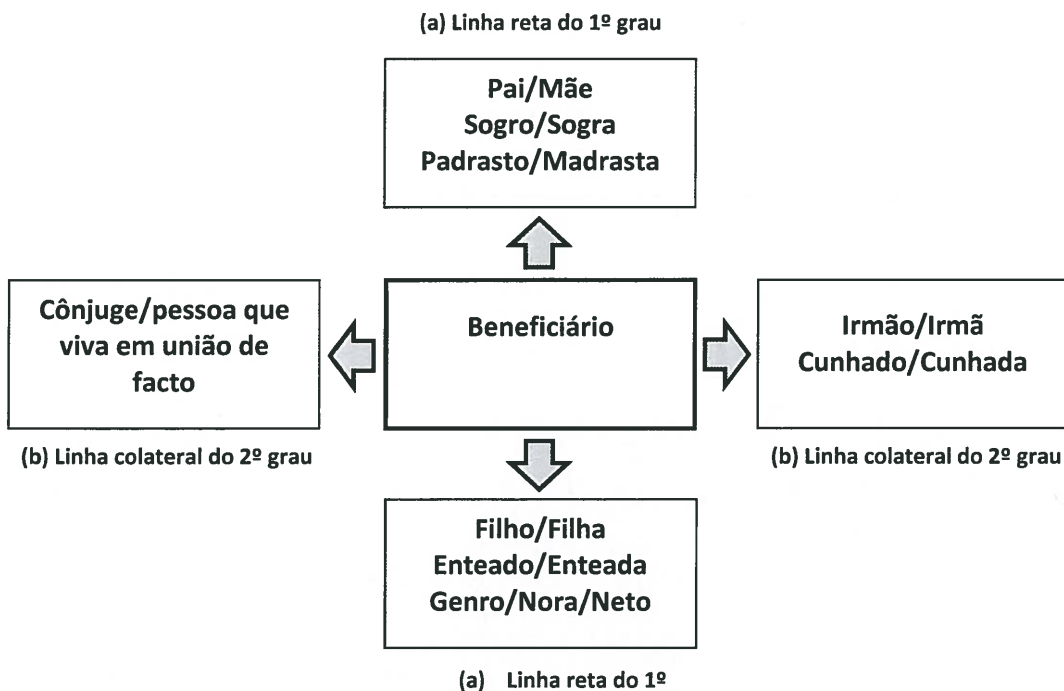 (a) Linha reta do 1º grau
Pai/Mãe
Sogro/Sogra
Padrasto/Madrasta
Cônjuge/pessoa que
viva em união de
facto
(b) Linha colateral do 2º grau
Beneficiário
Irmão/Irmã
Cunhado/Cunhada
(b) Linha colateral do 2º grau
Filho/Filha
Enteado/Enteada
Genro/Nora/Neto
(a) Linha reta do 1º